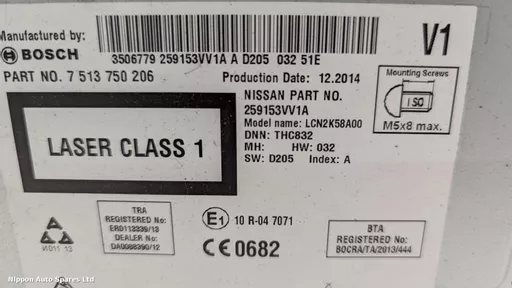 Manufactured by:
BOSCH
3506779 259153VV1A A D205 032 51E
V1
PART NO. 7 513 750 206
Production Date: 12.2014
Mounting Screws
ISO
M5x8 max.
NISSAN PART NO.
259153VV1A
Model name: LCN2K58A00
DNN: THC832
MH: HW: 032
SW: D205 Index: A
LASER CLASS 1
TRA
REGISTERED No:
ER0113339/13
DEALER No:
DA0088390/12
E1 10 R-04 7071
CE 0682
BTA
REGISTERED No:
BOCRA/TA/2013/444
Nippon Auto Spares Ltd